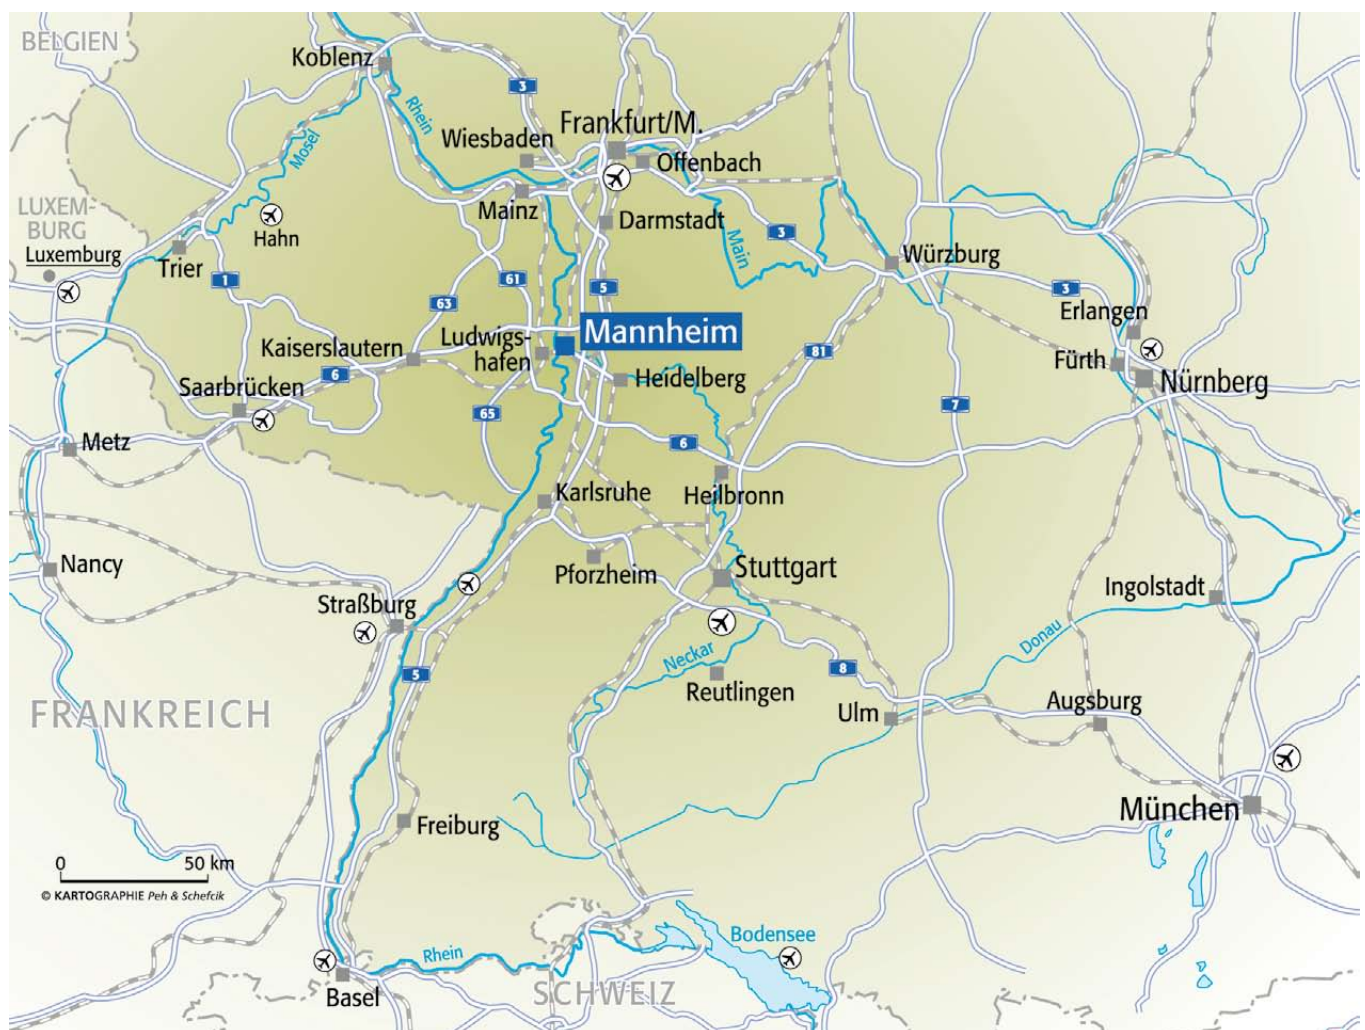 BELGIEN
Koblenz
3
Rhein
Mosel
Wiesbaden
Frankfurt/M.
Offenbach
LUXEM-
BURG
Luxemburg
Hahn
Mainz
Darmstadt
Main
3
Würzburg
Trier
1
63
61
5
3
Erlangen
Kaiserslautern
Ludwigs-
hafen
Mannheim
81
Fürth
Nürnberg
Saarbrücken
6
65
Heidelberg
7
Metz
6
Karlsruhe
Heilbronn
Nancy
Pforzheim
Stuttgart
Ingolstadt
Straßburg
5
Neckar
8
Donau
Reutlingen
FRANKREICH
Ulm
Augsburg
München
Freiburg
0
50 km
© KARTOGRAPHIE Peh & Schefcik
Rhein
Bodensee
Basel
SCHWEIZ